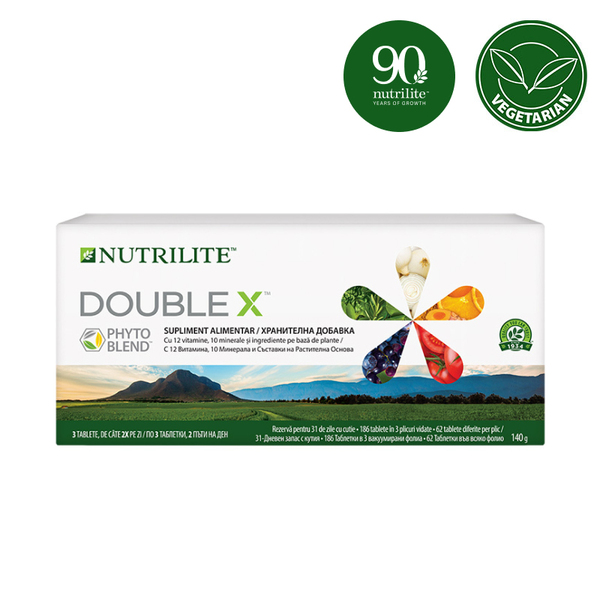 90
nutrilite™
YEARS OF GROWTH
VEGETARIAN
NUTRILITE™
DOUBLE X™
PHYTO
BLEND™
SUPLIMENT ALIMENTAR / ХРАНИТЕЛНА ДОБАВКА
Cu 12 vitamine, 10 minerale și ingrediente pe bază de plante /
С 12 Витамина, 10 Минерала и Съставки на Растителна Основа
1934
3 TABLETE, DE CÂTE 2X PE ZI / ПО 3 ТАБЛЕТКИ, 2 ПЪТИ НА ДЕН
Rezervă pentru 31 de zile cu cutie • 186 tablete în 3 plicuri vidate • 62 tablete diferite per plic /
31-Дневен запас с кутия • 186 Таблетки в 3 вакуумирани фолиа • 62 Таблетки във всяко фолио
140 g